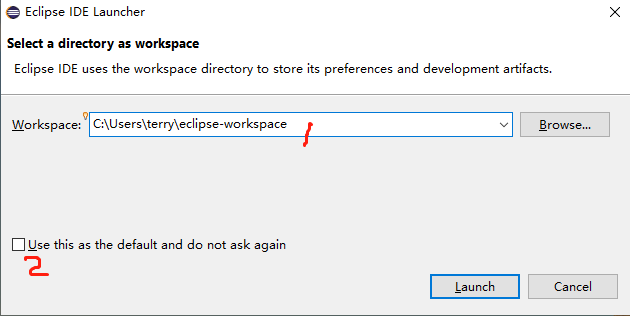 Eclipse IDE Launcher
Select a directory as workspace
Eclipse IDE uses the workspace directory to store its preferences and development artifacts.
Workspace: C:\Users\terry\eclipse-workspace Browse...
1
Use this as the default and do not ask again
2
Launch Cancel